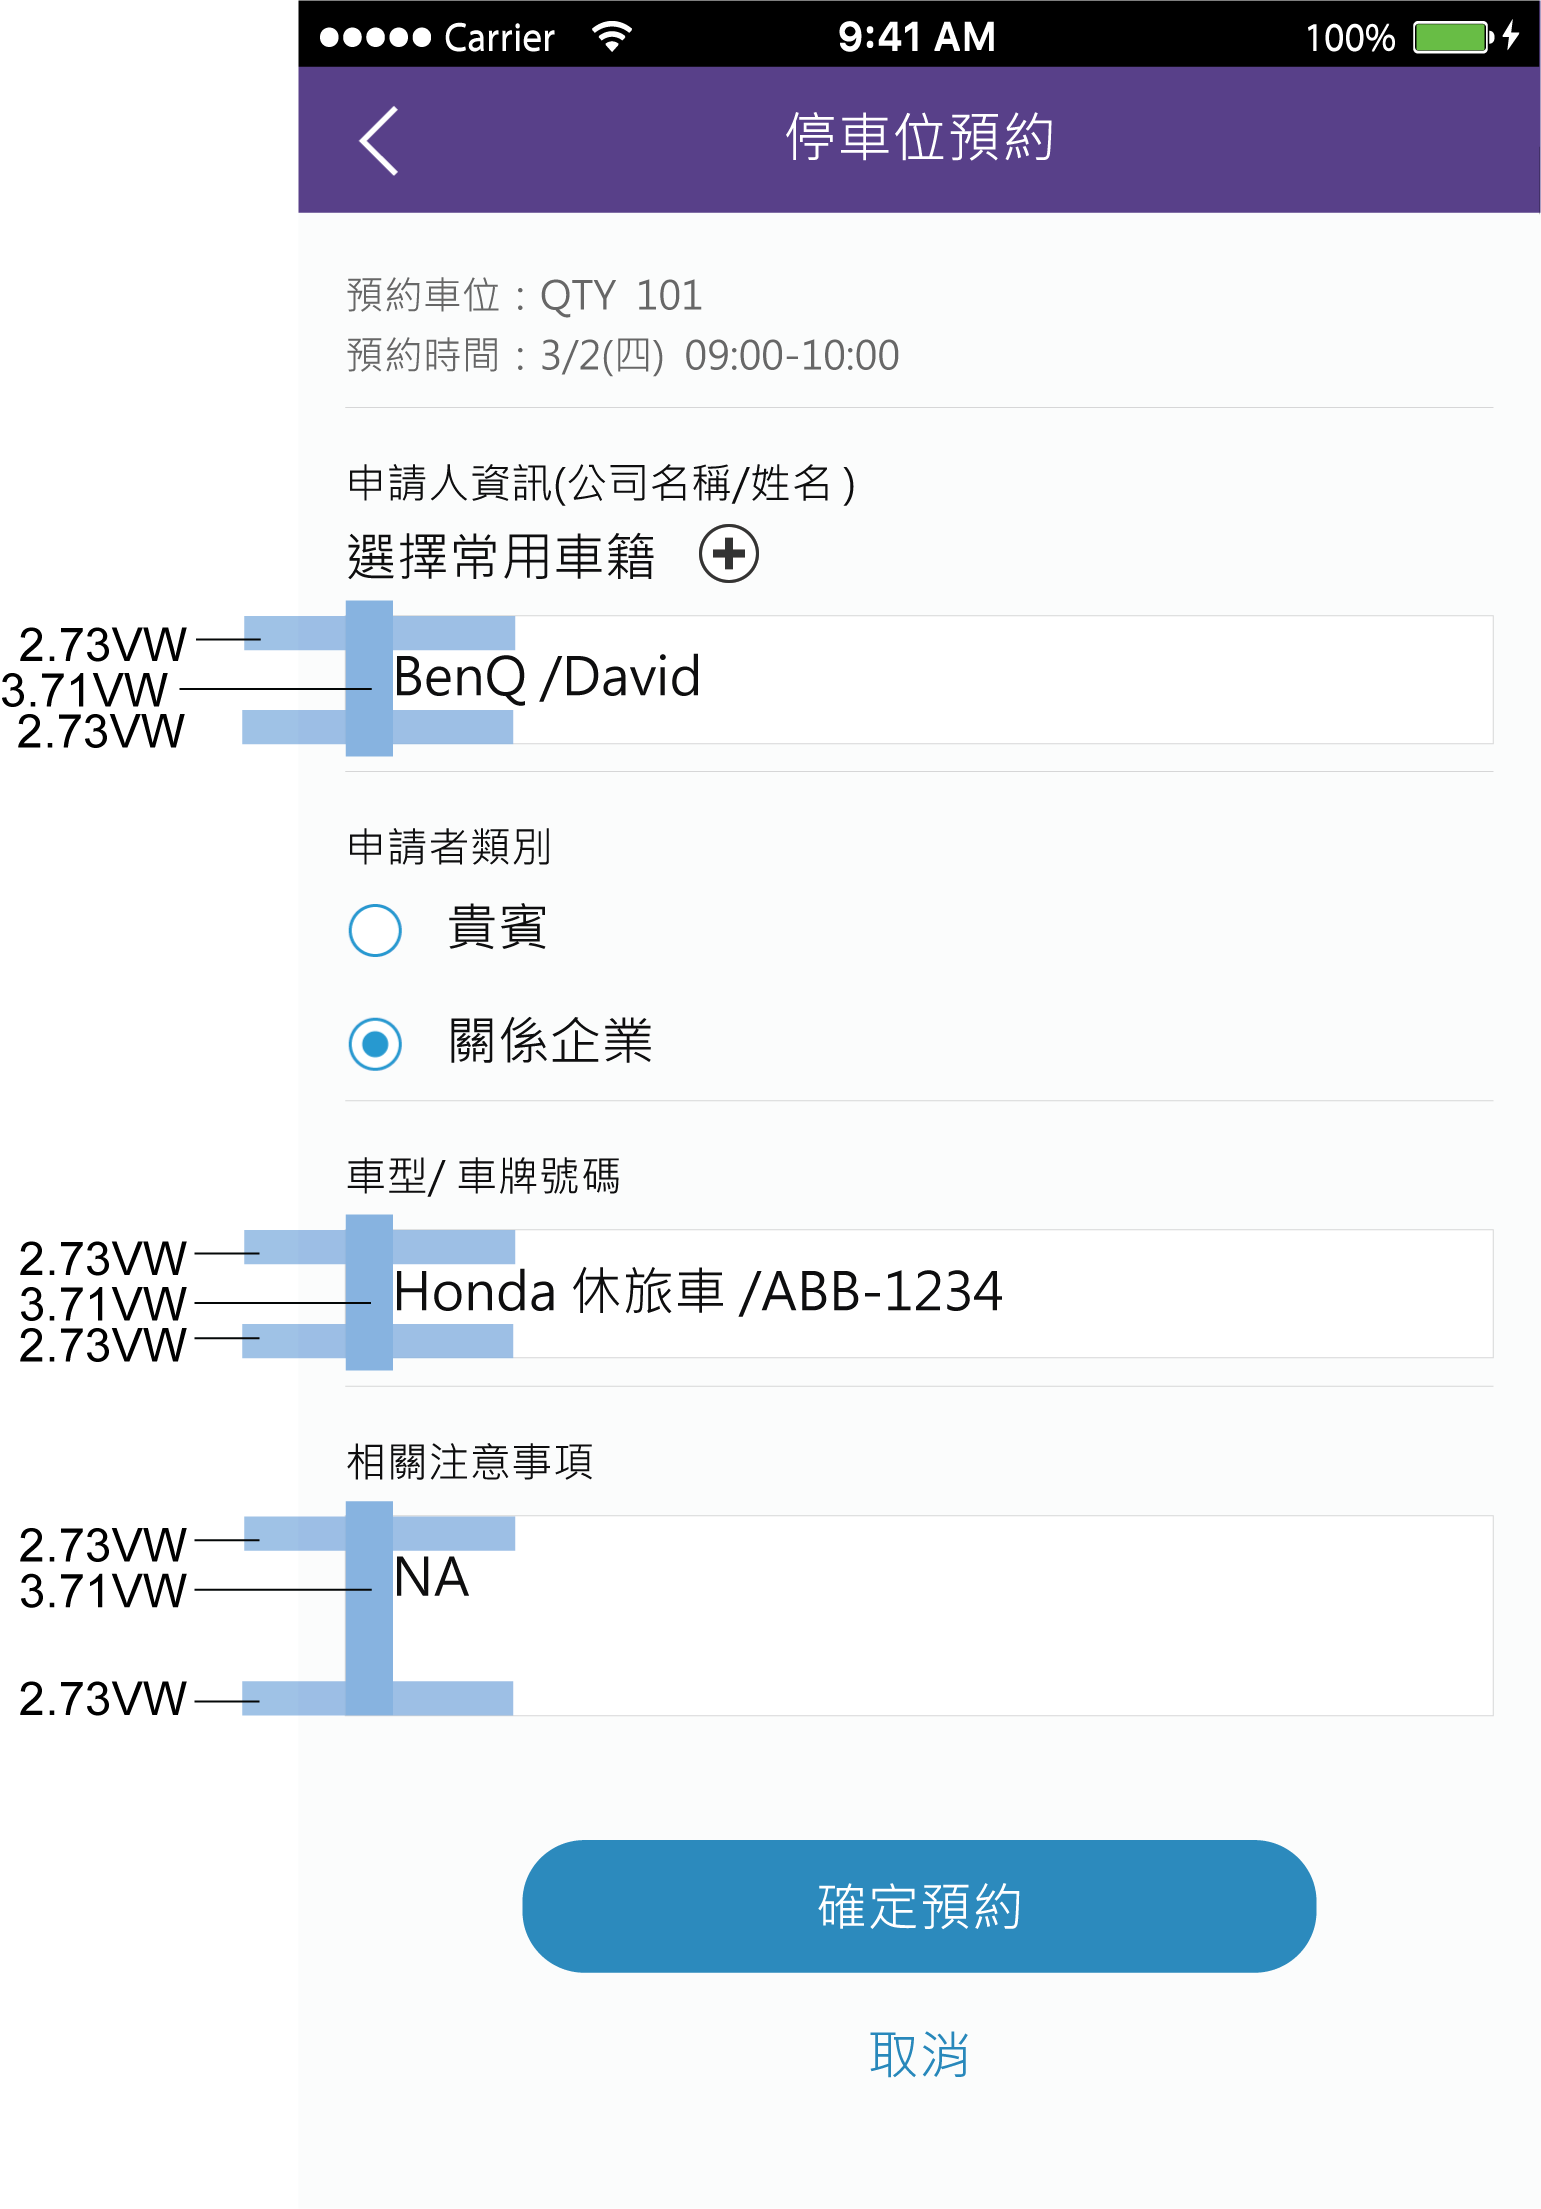 Carrier 9:41 AM 100%
停車位預約
預約車位：QTY 101
預約時間：3/2(四) 09:00-10:00
申請人資訊(公司名稱/姓名 )
選擇常用車籍
2.73VW
BenQ /David
3.71VW
2.73VW
申請者類別
貴賓
關係企業
車型/ 車牌號碼
2.73VW
Honda 休旅車 /ABB-1234
3.71VW
2.73VW
相關注意事項
2.73VW
NA
3.71VW
2.73VW
確定預約
取消